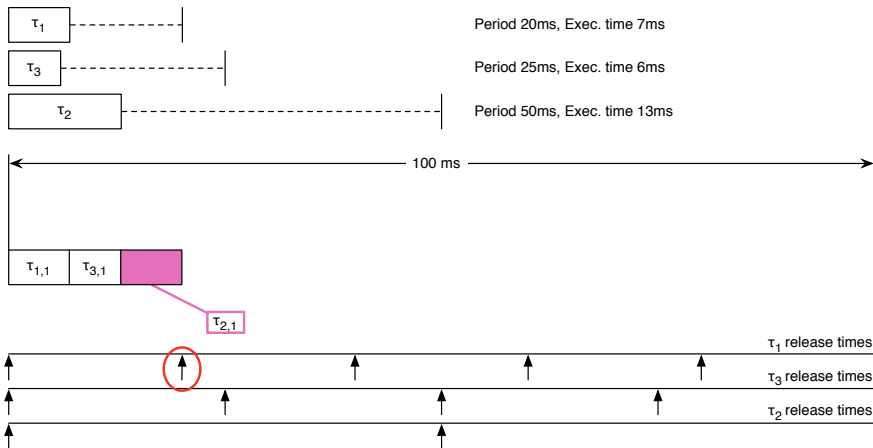 τ1 Period 20ms, Exec. time 7ms
τ3 Period 25ms, Exec. time 6ms
τ2 Period 50ms, Exec. time 13ms
100 ms
τ1,1 τ3,1
τ2,1
τ1 release times
τ3 release times
τ2 release times